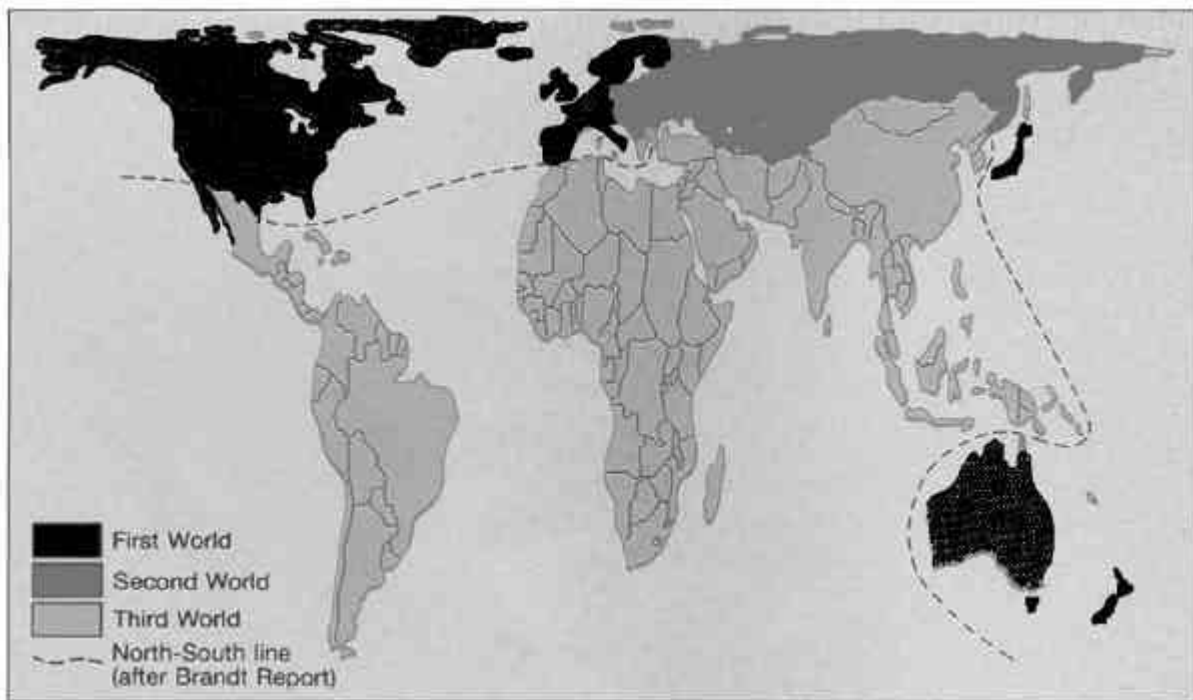 First World
Second World
Third World
North-South line
(after Brandt Report)